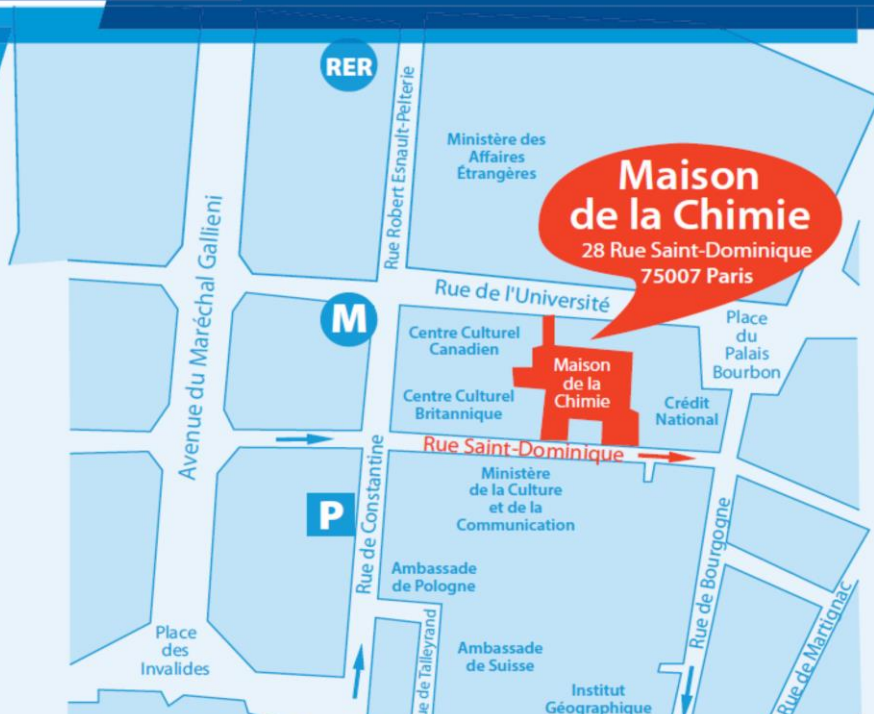 RER
Rue Robert Esnault-Pelterie
Ministère des
Affaires
Étrangères
Maison
de la Chimie
28 Rue Saint-Dominique
75007 Paris
Avenue du Maréchal Gallieni
Rue de l'Université
M
Centre Culturel
Canadien
Place
du
Palais
Bourbon
Maison
de la
Chimie
Centre Culturel
Britannique
Crédit
National
Rue Saint-Dominique
Ministère
de la Culture
et de la
Communication
P
Rue de Constantine
Rue de Bourgogne
Ambassade
de Pologne
Place
des
Invalides
ue de Talleyrand
Ambassade
de Suisse
Rue de Martignac
Institut
Géographique